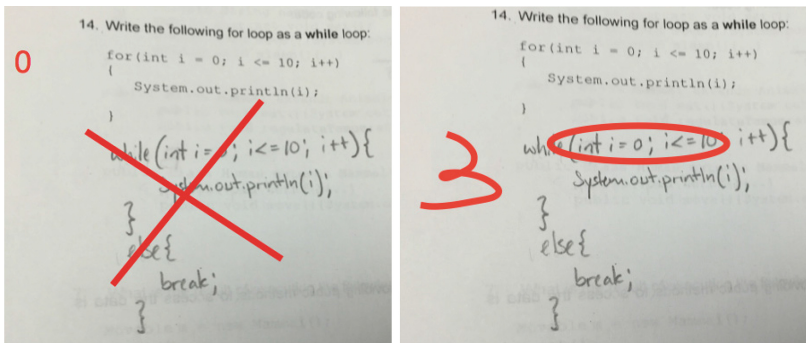 14. Write the following for loop as a while loop:
for(int i = 0; i <= 10; i++)
{
System.out.println(i);
}
0
while(int i = 0; i<=10; i++){
System.out.println(i);
}
else{
break;
}
14. Write the following for loop as a while loop:
for(int i = 0; i <= 10; i++)
{
System.out.println(i);
}
3
while(int i = 0; i<=10; i++){
System.out.println(i);
}
else{
break;
}